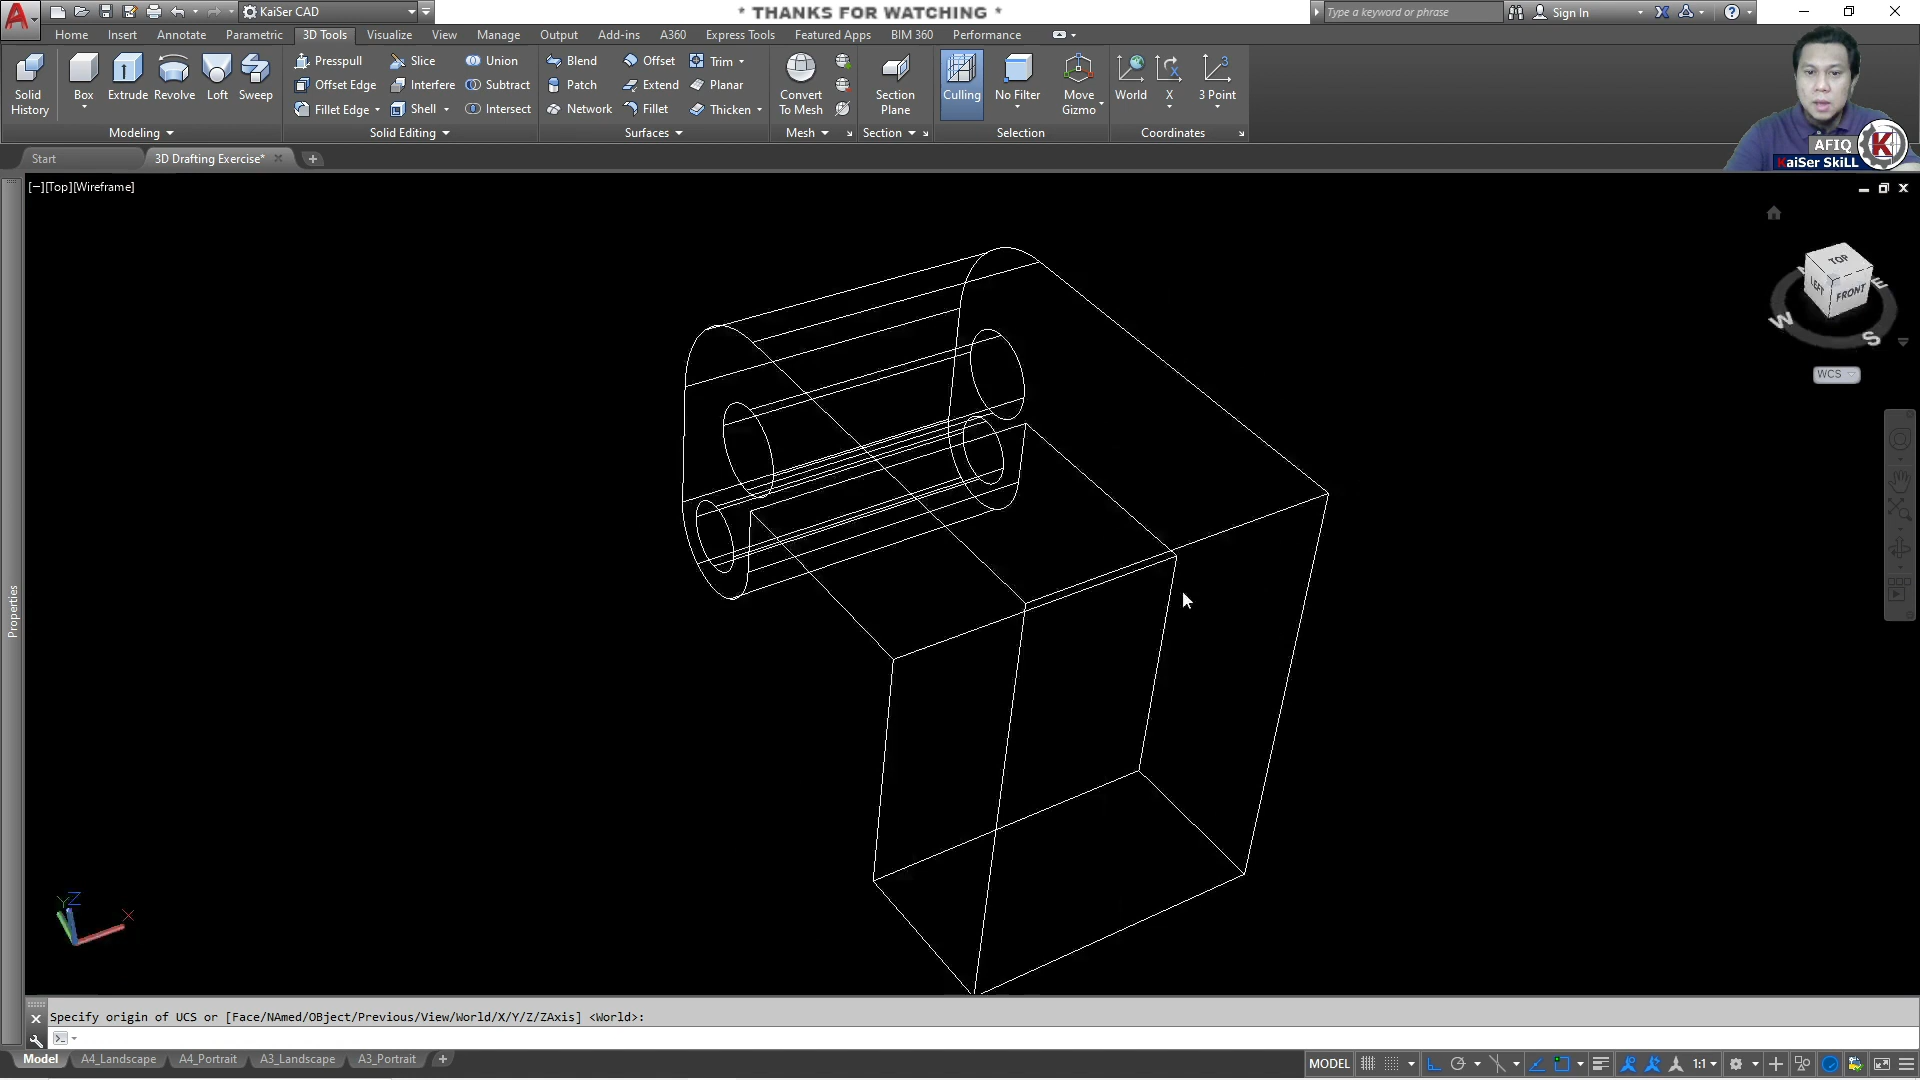 KaiSer CAD
* THANKS FOR WATCHING *
Type a keyword or phrase
Sign In
Home Insert Annotate Parametric 3D Tools Visualize View Manage Output Add-ins A360 Express Tools Featured Apps BIM 360 Performance
Solid History
Box Extrude Revolve Loft Sweep
Modeling
Presspull Slice Union
Offset Edge Interfere Subtract
Fillet Edge Shell Intersect
Solid Editing
Blend Offset Trim
Patch Extend Planar
Network Fillet Thicken
Surfaces
Convert To Mesh
Mesh
Section Plane
Section
Culling No Filter Move Gizmo
Selection
World X 3 Point
Coordinates
AFIQ
KaiSer SkiLL
Start
3D Drafting Exercise*
[−][Top][Wireframe]
TOP
LEFT FRONT
W S E
WCS
Properties
Y Z X
Specify origin of UCS or [Face/NAmed/OBject/Previous/View/World/X/Y/Z/ZAxis] <World>:
Model A4_Landscape A4_Portrait A3_Landscape A3_Portrait
MODEL
1:1